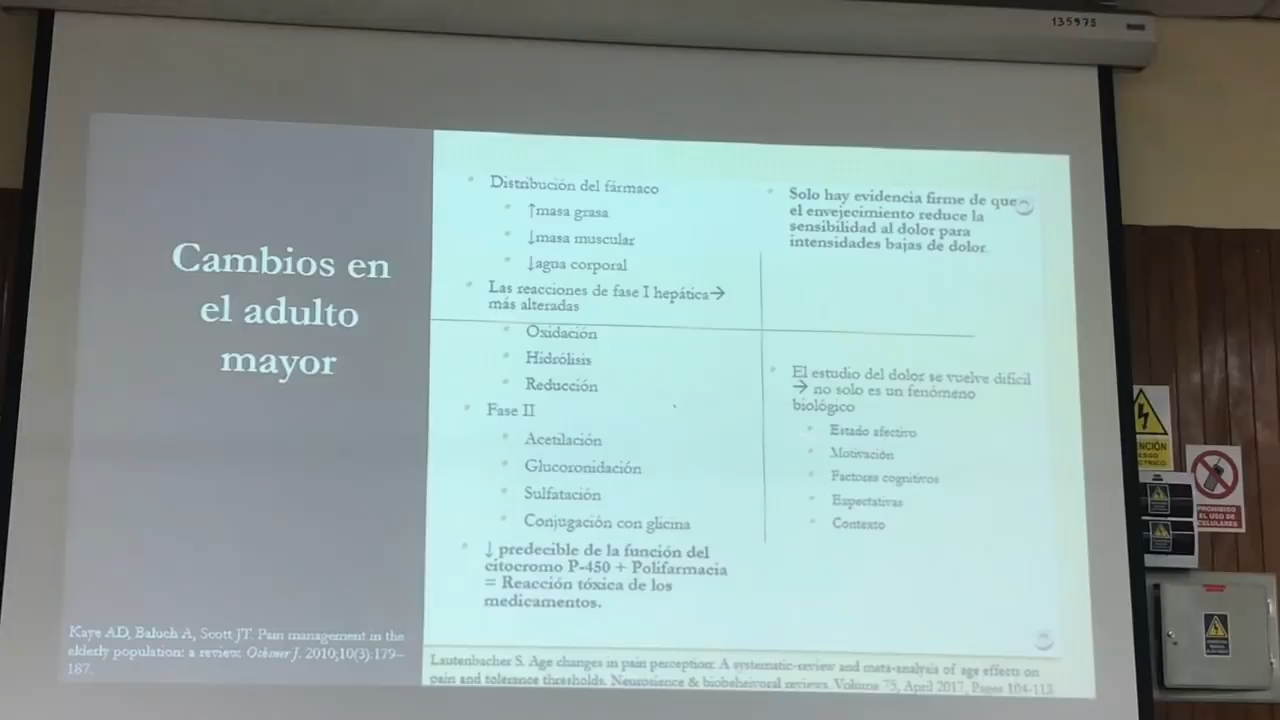 135975
Cambios en
el adulto
mayor
Kaye AD, Baluch A, Scott JT. Pain management in the
elderly population: a review. Ochsner J. 2010;10(3):179–
187.
Distribución del fármaco
↑masa grasa
↓masa muscular
↓agua corporal
Las reacciones de fase I hepática→
más alteradas
Oxidación
Hidrólisis
Reducción
Fase II
Acetilación
Glucoronidación
Sulfatación
Conjugación con glicina
↓ predecible de la función del
citocromo P-450 + Polifarmacia
= Reacción tóxica de los
medicamentos.
Solo hay evidencia firme de que
el envejecimiento reduce la
sensibilidad al dolor para
intensidades bajas de dolor.
El estudio del dolor se vuelve difícil
→ no solo es un fenómeno
biológico
Estado afectivo
Motivación
Factores cognitivos
Expectativas
Contexto
Lautenbacher S. Age changes in pain perception: A systematic-review and meta-analysis of age effects on
pain and tolerance thresholds. Neurosience & biobeheivoral reviews. Volume 75, April 2017, Pages 104-113
ENCIÓN
ESGO
CTRICO
PROHIBIDO
EL USO DE
CELULARES